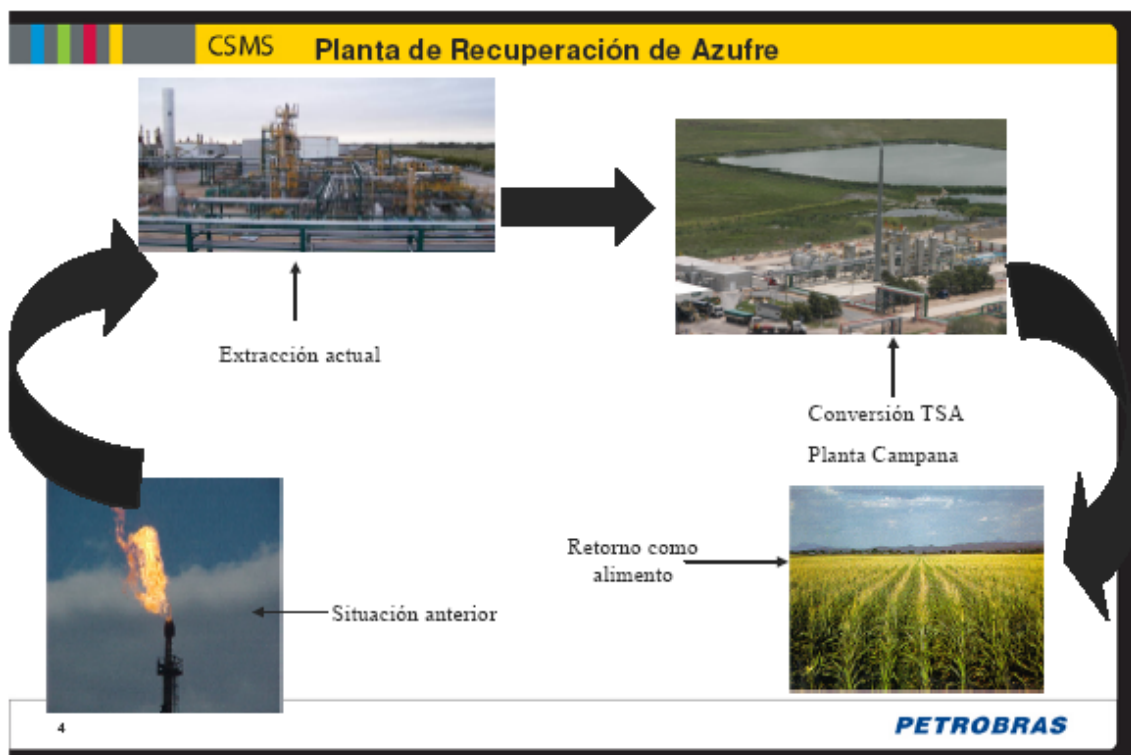 CSMS Planta de Recuperación de Azufre
Extracción actual
Conversión TSA
Planta Campana
Retorno como
alimento
Situación anterior
4
PETROBRAS